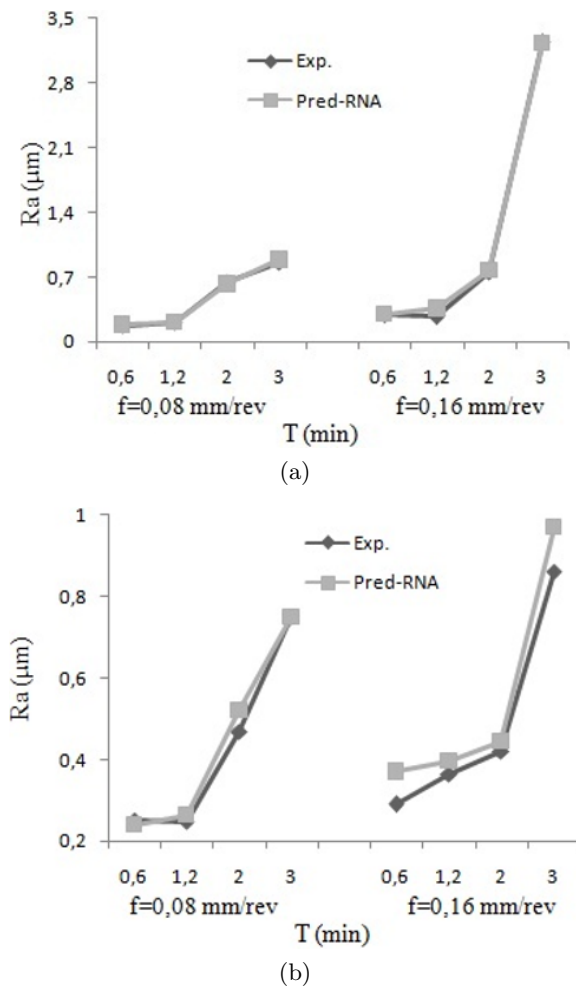 3,5
2,8
2,1
1,4
0,7
0
Ra (µm)
Exp.
Pred-RNA
0,6 1,2 2 3 0,6 1,2 2 3
f=0,08 mm/rev f=0,16 mm/rev
T (min)
(a)
1
0,8
0,6
0,4
0,2
Ra (µm)
Exp.
Pred-RNA
0,6 1,2 2 3 0,6 1,2 2 3
f=0,08 mm/rev f=0,16 mm/rev
T (min)
(b)